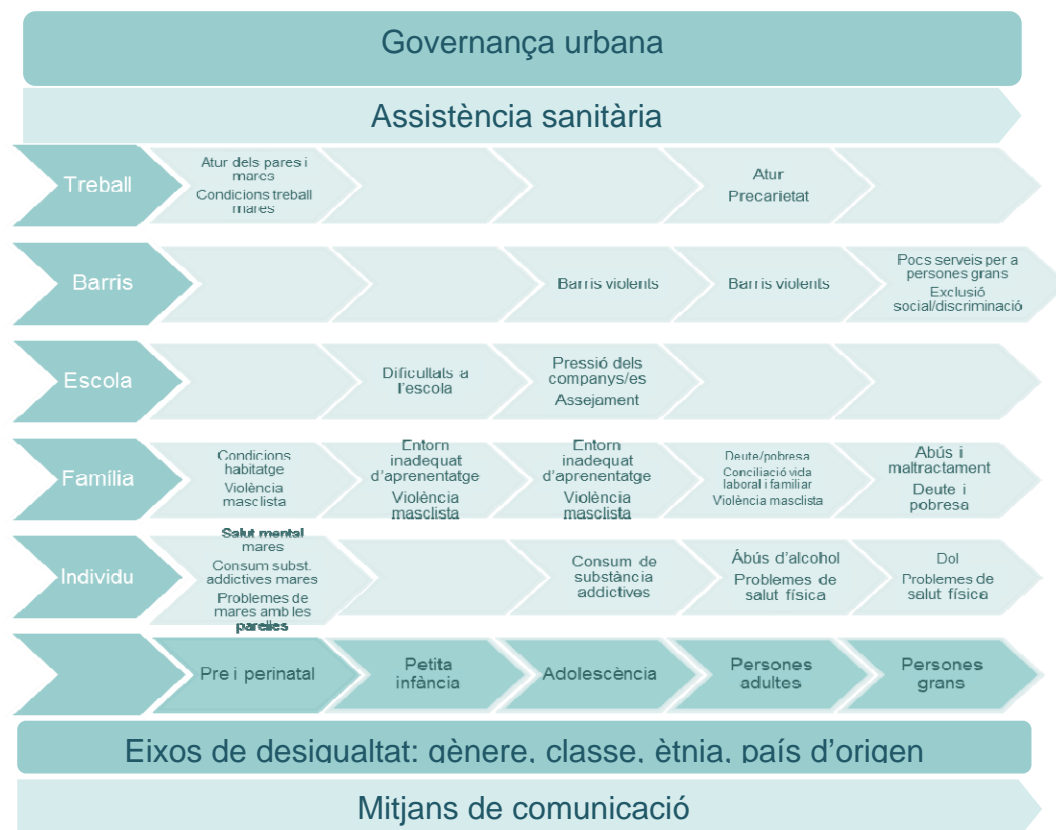 Governança urbana
Assistència sanitària
Treball
Atur dels pares i
mares
Condicions treball
mares
Atur
Precarietat
Barris
Barris violents
Barris violents
Pocs serveis per a
persones grans
Exclusió
social/discriminació
Escola
Dificultats a
l'escola
Pressió dels
companys/es
Assejament
Família
Condicions
habitatge
Violència
masclista
Entorn
inadequat
d'aprenentatge
Violència
masclista
Entorn
inadequat
d'aprenentatge
Violència
masclista
Deute/pobresa
Conciliació vida
laboral i familiar
Violència masclista
Abús i
maltractament
Deute i
pobresa
Individu
Salut mental
mares
Consum subst.
addictives mares
Problemes de
mares amb les
parelles
Consum de
substància
addictives
Ábús d'alcohol
Problemes de
salut física
Dol
Problemes de
salut física
Pre i perinatal
Petita
infància
Adolescència
Persones
adultes
Persones
grans
Eixos de desigualtat: gènere, classe, ètnia, país d'origen
Mitjans de comunicació